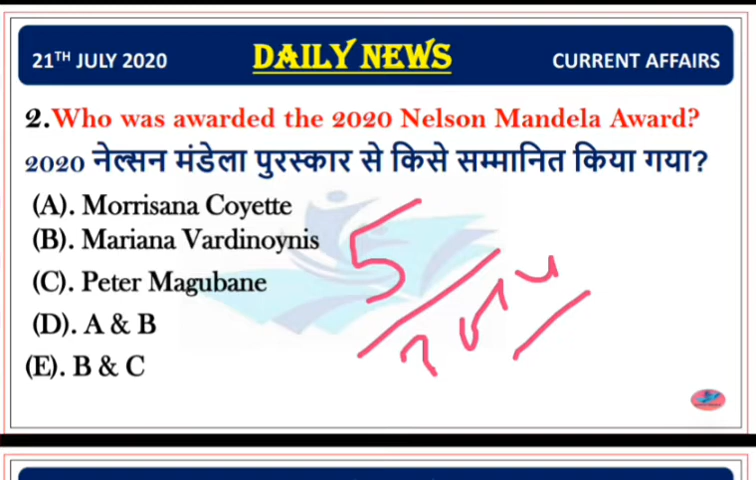 21TH JULY 2020
DAILY NEWS
CURRENT AFFAIRS
2.Who was awarded the 2020 Nelson Mandela Award?
2020 नेल्सन मंडेला पुरस्कार से किसे सम्मानित किया गया?
(A). Morrisana Coyette
(B). Mariana Vardinoynis
(C). Peter Magubane
(D). A & B
(E). B & C
5